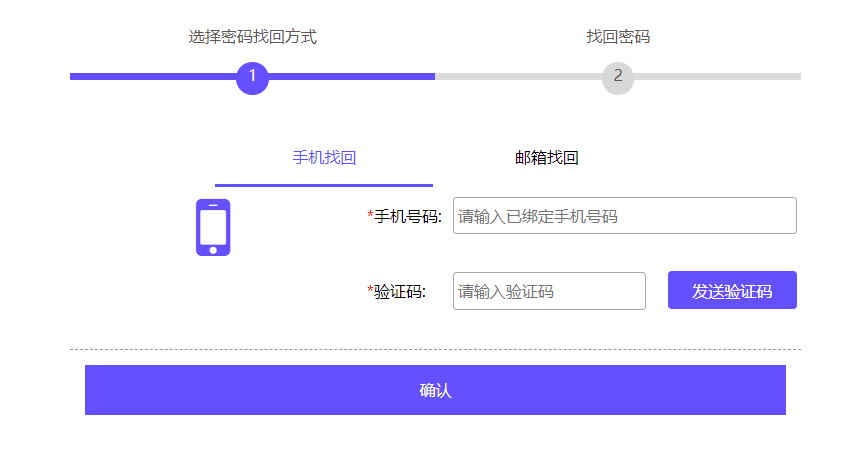 选择密码找回方式 找回密码
1 2
手机找回 邮箱找回
*手机号码: 请输入已绑定手机号码
*验证码: 请输入验证码 发送验证码
确认